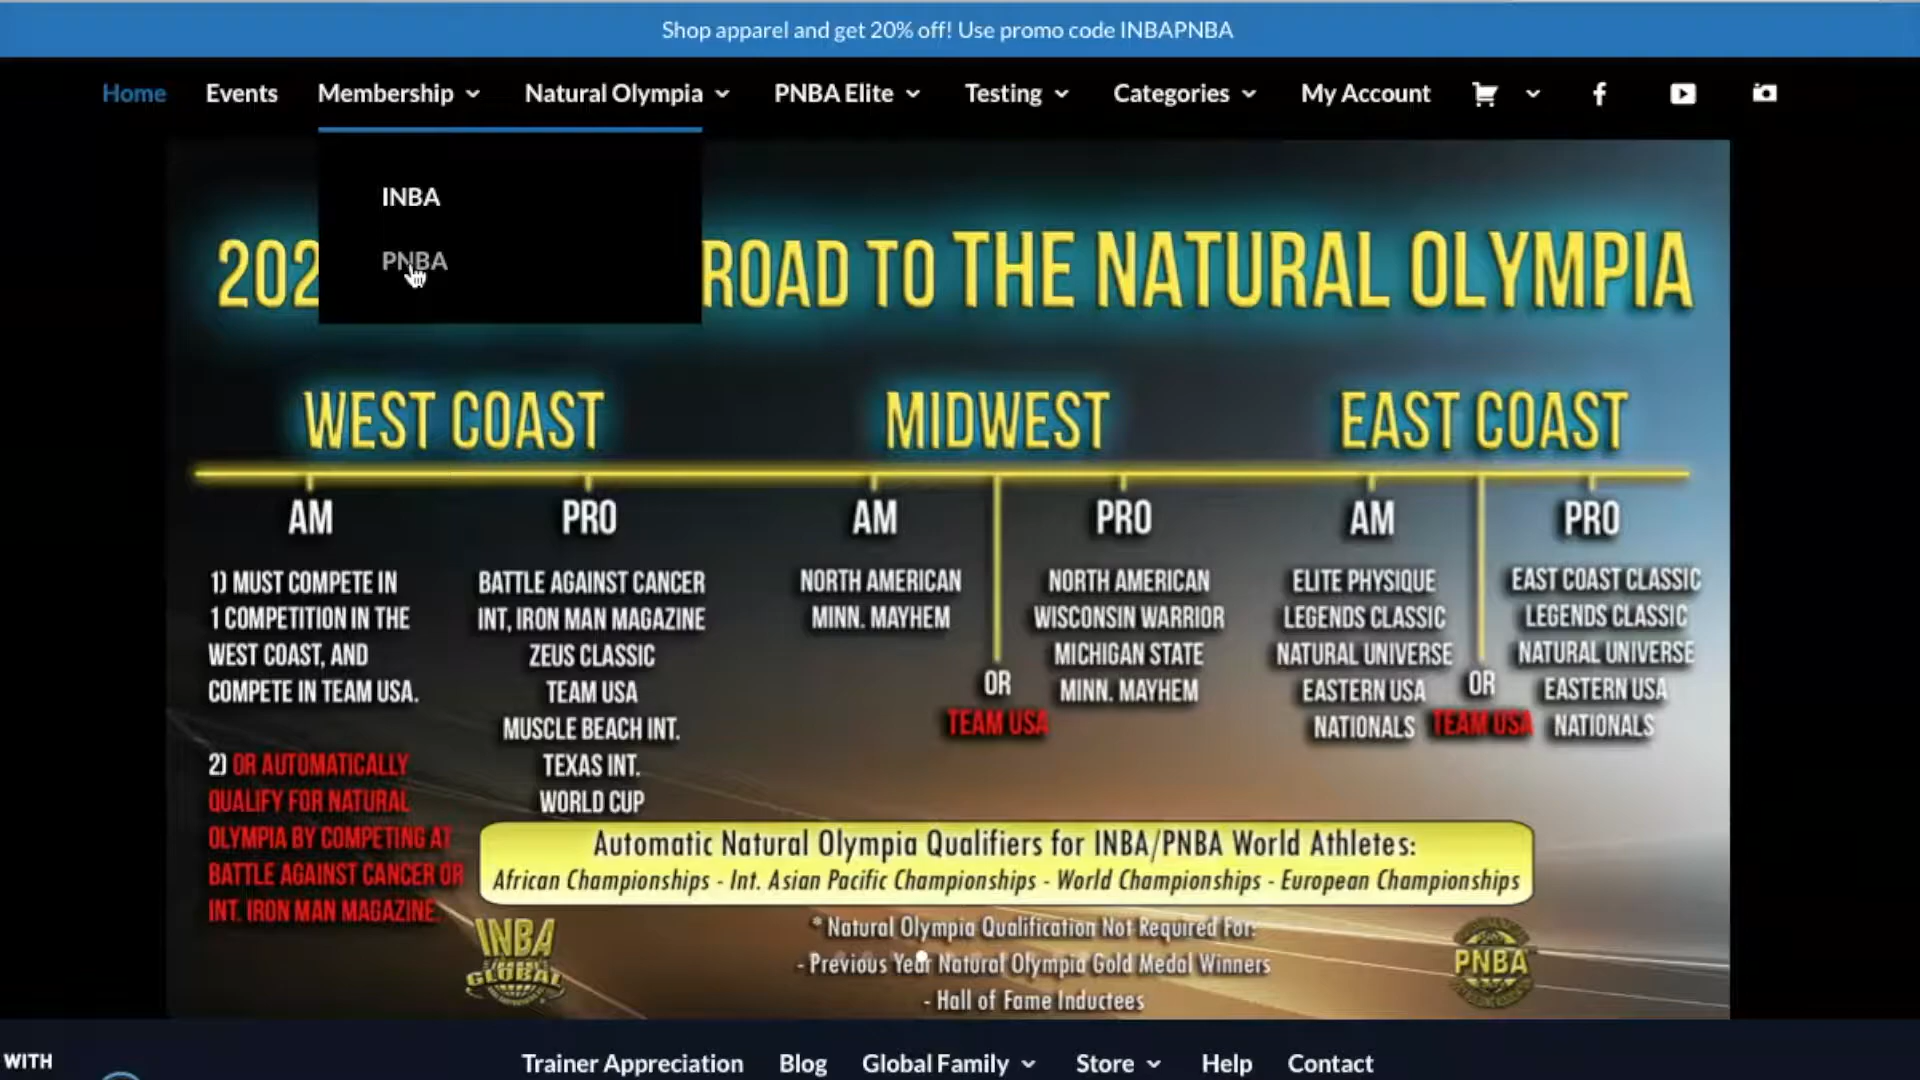 Shop apparel and get 20% off! Use promo code INBAPNBA
Home Events Membership Natural Olympia PNBA Elite Testing Categories My Account
INBA
PNBA
202 ROAD TO THE NATURAL OLYMPIA
WEST COAST MIDWEST EAST COAST
AM PRO AM PRO AM PRO
1) MUST COMPETE IN
1 COMPETITION IN THE
WEST COAST, AND
COMPETE IN TEAM USA.
2) OR AUTOMATICALLY
QUALIFY FOR NATURAL
OLYMPIA BY COMPETING AT
BATTLE AGAINST CANCER OR
INT. IRON MAN MAGAZINE.
BATTLE AGAINST CANCER
INT, IRON MAN MAGAZINE
ZEUS CLASSIC
TEAM USA
MUSCLE BEACH INT.
TEXAS INT.
WORLD CUP
NORTH AMERICAN
MINN. MAYHEM
OR
TEAM USA
NORTH AMERICAN
WISCONSIN WARRIOR
MICHIGAN STATE
MINN. MAYHEM
ELITE PHYSIQUE
LEGENDS CLASSIC
NATURAL UNIVERSE
EASTERN USA
NATIONALS
OR
TEAM USA
EAST COAST CLASSIC
LEGENDS CLASSIC
NATURAL UNIVERSE
EASTERN USA
NATIONALS
Automatic Natural Olympia Qualifiers for INBA/PNBA World Athletes:
African Championships - Int. Asian Pacific Championships - World Championships - European Championships
* Natural Olympia Qualification Not Required For:
- Previous Year Natural Olympia Gold Medal Winners
- Hall of Fame Inductees
INBA
GLOBAL
PNBA
WITH
Trainer Appreciation Blog Global Family Store Help Contact